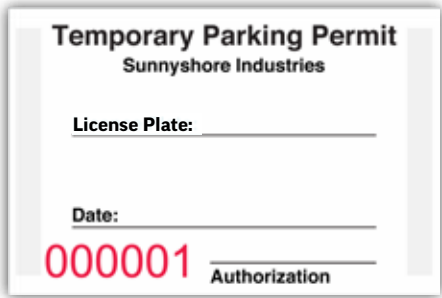 Temporary Parking Permit
Sunnyshore Industries
License Plate:
Date:
000001
Authorization